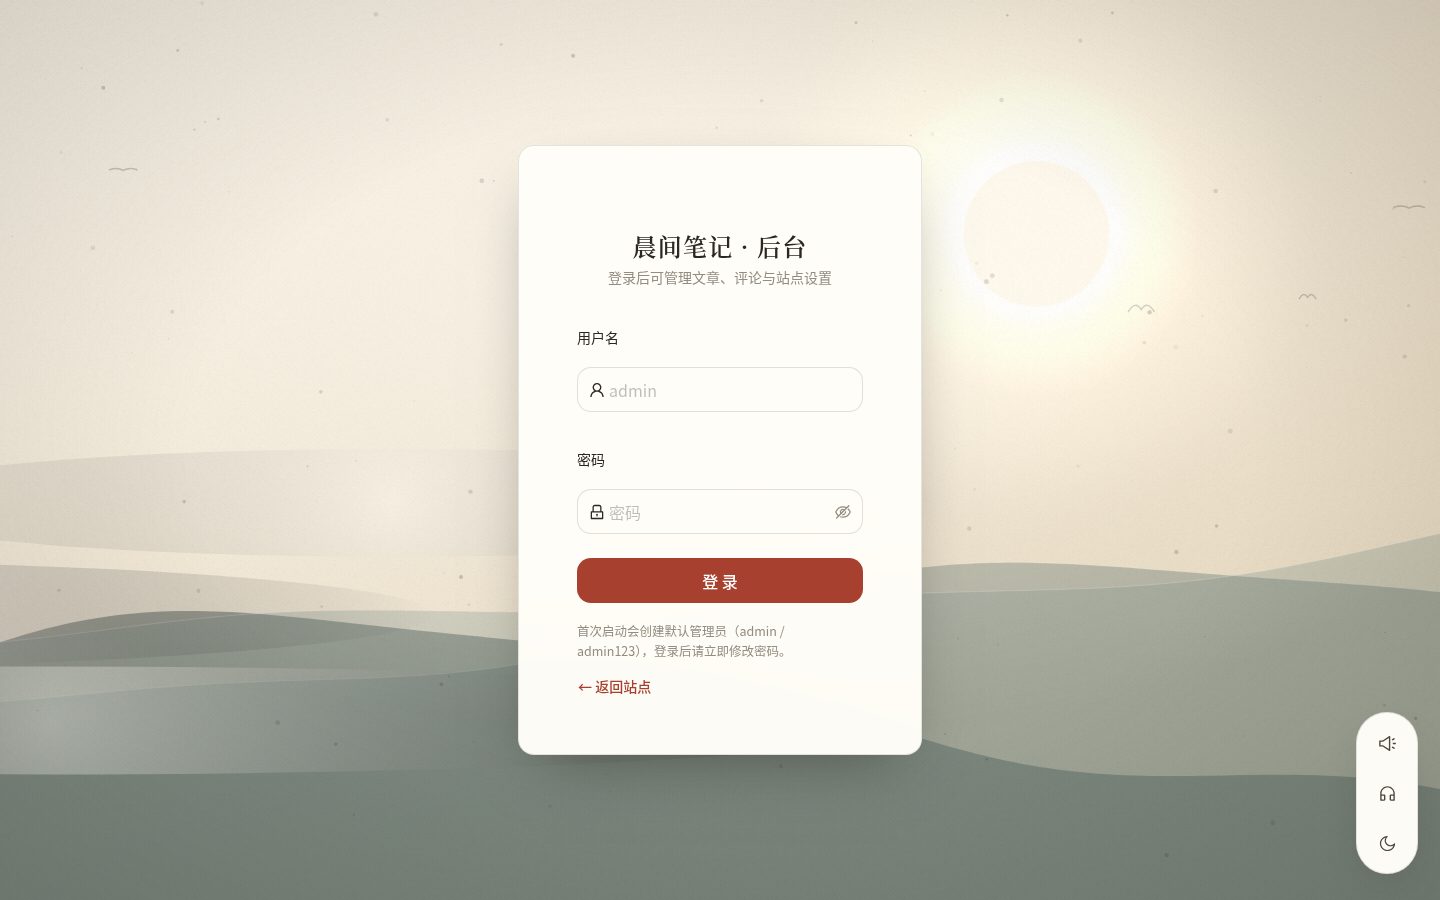 晨间笔记 · 后台
登录后可管理文章、评论与站点设置
用户名
admin
密码
密码
登 录
首次启动会创建默认管理员（admin /
admin123），登录后请立即修改密码。
← 返回站点